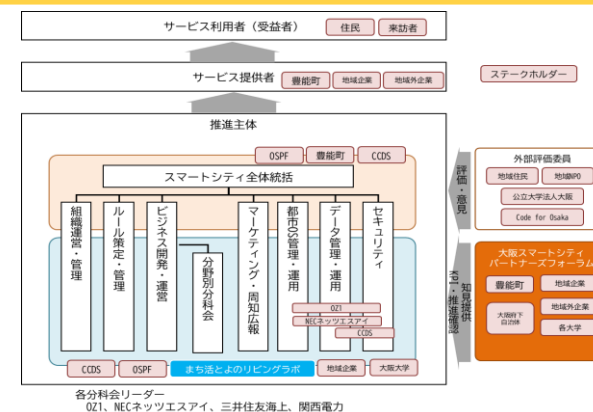 サービス利用者（受益者）
住民
来訪者
サービス提供者
豊能町
地域企業
地域外企業
ステークホルダー
推進主体
OSPF
豊能町
CCDS
スマートシティ全体統括
組織運営・管理
ルール策定・管理
ビジネス開発・運営
分野別分科会
マーケティング・周知広報
都市OS管理・運用
データ管理・運用
セキュリティ
OZ1
NECネッツエスアイ
CCDS
CCDS
OSPF
まち活とよのリビングラボ
地域企業
大阪大学
各分科会リーダー
OZ1、NECネッツエスアイ、三井住友海上、関西電力
評価・意見
外部評価委員
地域住民
地域NPO
公立大学法人大阪
Code for Osaka
知見提供
KPI・推進確認
大阪スマートシティ
パートナーズフォーラム
豊能町
地域企業
大阪府下
自治体
地域外企業
各大学